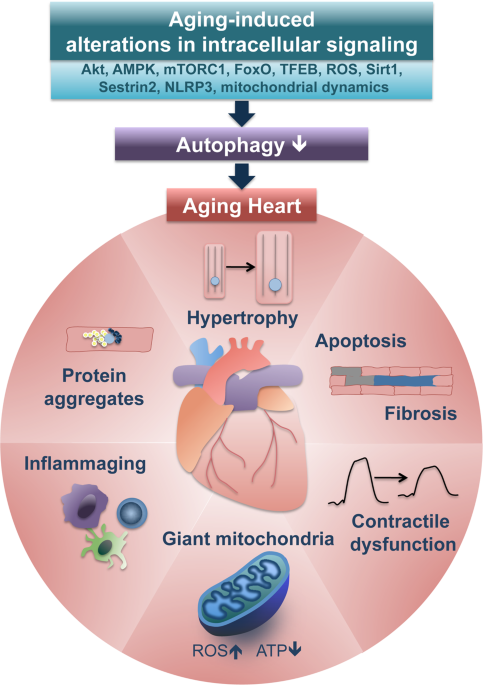 Aging-induced
alterations in intracellular signaling
Akt, AMPK, mTORC1, FoxO, TFEB, ROS, Sirt1,
Sestrin2, NLRP3, mitochondrial dynamics
Autophagy ↓
Aging Heart
Hypertrophy
Apoptosis
Fibrosis
Protein
aggregates
Inflammaging
Contractile
dysfunction
Giant mitochondria
ROS↑ ATP↓